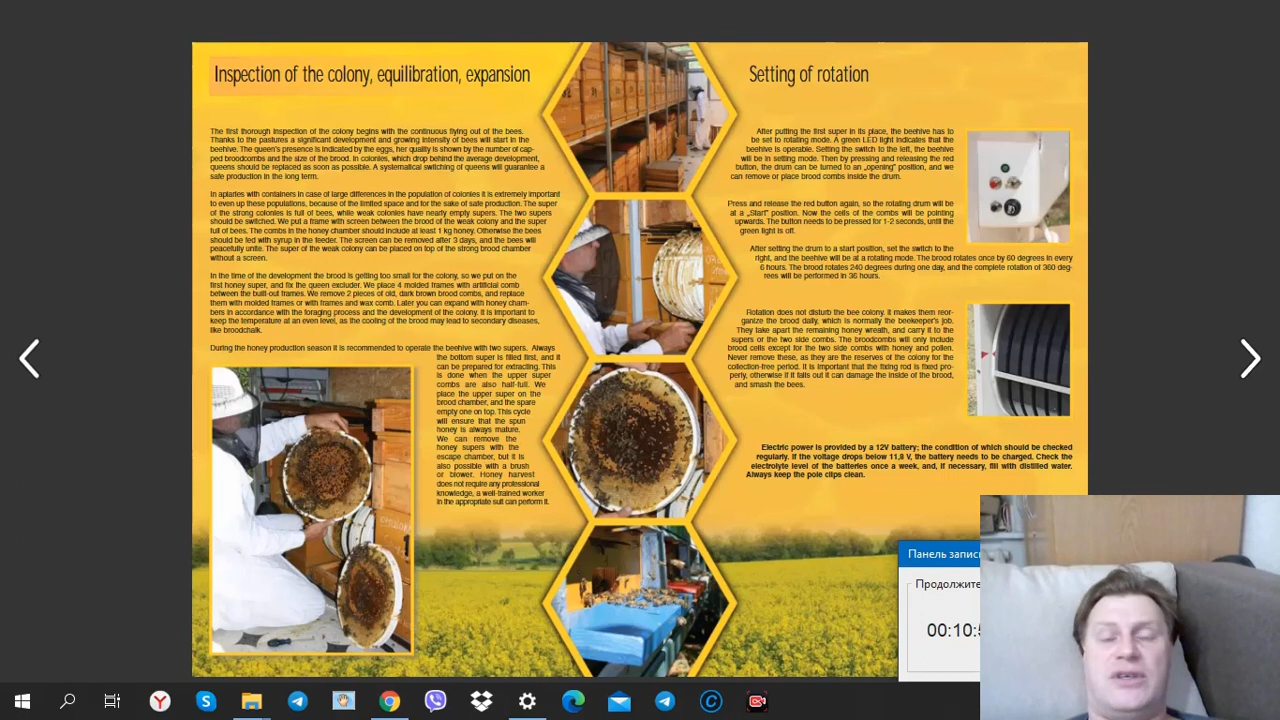 Inspection of the colony, equilibration, expansion
The first thorough inspection of the colony begins with the continuous flying out of the bees.
Thanks to the pastures a significant development and growing intensity of bees will start in the
beehive. The queen's presence is indicated by the eggs, her quality is shown by the number of cap-
ped broodcombs and the size of the brood. In colonies, which drop behind the average development,
queens should be replaced as soon as possible. A systematical switching of queens will guarantee a
safe production in the long term.
In apiaries with containers in case of large differences in the population of colonies it is extremely important
to even up these populations, because of the limited space and for the sake of safe production. The super
of the strong colonies is full of bees, while weak colonies have nearly empty supers. The two supers
should be switched. We put a frame with screen between the brood of the weak colony and the super
full of bees. The combs in the honey chamber should include at least 1 kg honey. Otherwise the bees
should be fed with syrup in the feeder. The screen can be removed after 3 days, and the bees will
peacefully unite. The super of the weak colony can be placed on top of the strong brood chamber
without a screen.
In the time of the development the brood is getting too small for the colony, so we put on the
first honey super, and fix the queen excluder. We place 4 molded frames with artificial comb
between the built-out frames. We remove 2 pieces of old, dark brown brood combs, and replace
them with molded frames or with frames and wax comb. Later you can expand with honey cham-
bers in accordance with the foraging process and the development of the colony. It is important to
keep the temperature at an even level, as the cooling of the brood may lead to secondary diseases,
like broodchalk.
During the honey production season it is recommended to operate the beehive with two supers. Always
the bottom super is filled first, and it
can be prepared for extracting. This
is done when the upper super
combs are also half-full. We
place the upper super on the
brood chamber, and the spare
empty one on top. This cycle
will ensure that the spun
honey is always mature.
We can remove the
honey supers with the
escape chamber, but it is
also possible with a brush
or blower. Honey harvest
does not require any professional
knowledge, a well-trained worker
in the appropriate suit can perform it.
Setting of rotation
After putting the first super in its place, the beehive has to
be set to rotating mode. A green LED light indicates that the
beehive is operable. Setting the switch to the left, the beehive
will be in setting mode. Then by pressing and releasing the red
button, the drum can be turned to an „opening" position, and we
can remove or place brood combs inside the drum.
Press and release the red button again, so the rotating drum will be
at a „Start" position. Now the cells of the combs will be pointing
upwards. The button needs to be pressed for 1-2 seconds, until the
green light is off.
After setting the drum to a start position, set the switch to the
right, and the beehive will be at a rotating mode. The brood rotates once by 60 degrees in every
6 hours. The brood rotates 240 degrees during one day, and the complete rotation of 360 deg-
rees will be performed in 36 hours.
Rotation does not disturb the bee colony. It makes them reor-
ganize the brood daily, which is normally the beekeeper's job.
They take apart the remaining honey wreath, and carry it to the
supers or the two side combs. The broodcombs will only include
brood cells except for the two side combs with honey and pollen.
Never remove these, as they are the reserves of the colony for the
collection-free period. It is important that the fixing rod is fixed pro-
perly, otherwise if it falls out it can damage the inside of the brood,
and smash the bees.
Electric power is provided by a 12V battery; the condition of which should be checked
regularly. If the voltage drops below 11,8 V, the battery needs to be charged. Check the
electrolyte level of the batteries once a week, and, if necessary, fill with distilled water.
Always keep the pole clips clean.
Панель запис
Продолжите
00:10:5